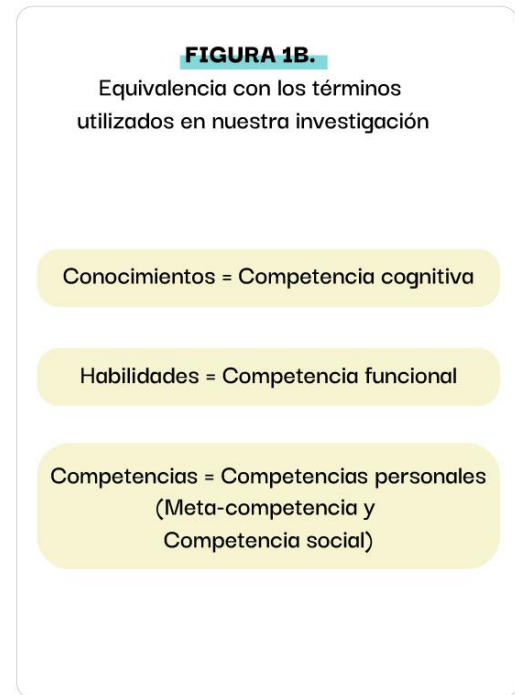 FIGURA 1B.
Equivalencia con los términos
utilizados en nuestra investigación
Conocimientos = Competencia cognitiva
Habilidades = Competencia funcional
Competencias = Competencias personales
(Meta-competencia y
Competencia social)